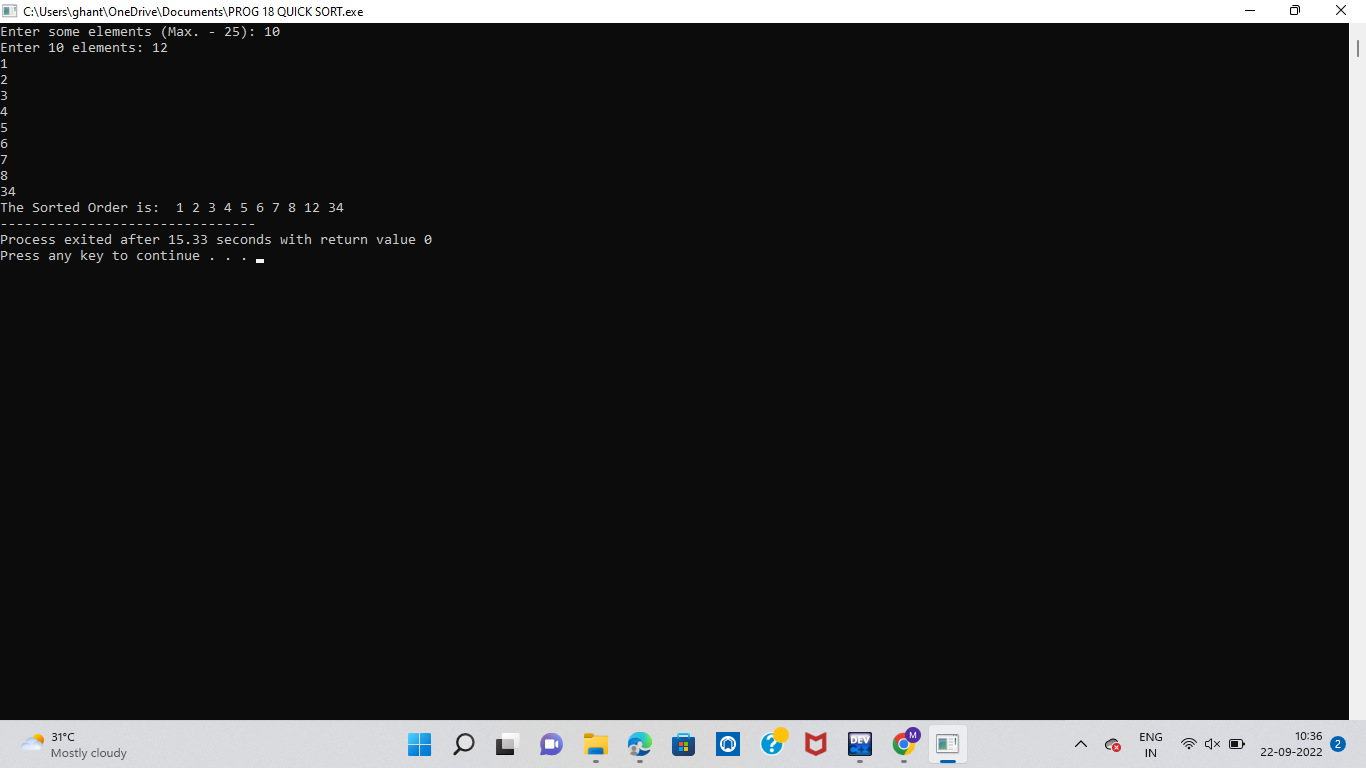 C:\Users\ghant\OneDrive\Documents\PROG 18 QUICK SORT.exe
Enter some elements (Max. - 25): 10
Enter 10 elements: 12
1
2
3
4
5
6
7
8
34
The Sorted Order is:  1 2 3 4 5 6 7 8 12 34
--------------------------------
Process exited after 15.33 seconds with return value 0
Press any key to continue . . .
31°C
Mostly cloudy
DEV
M
ENG
IN
10:36
22-09-2022
2